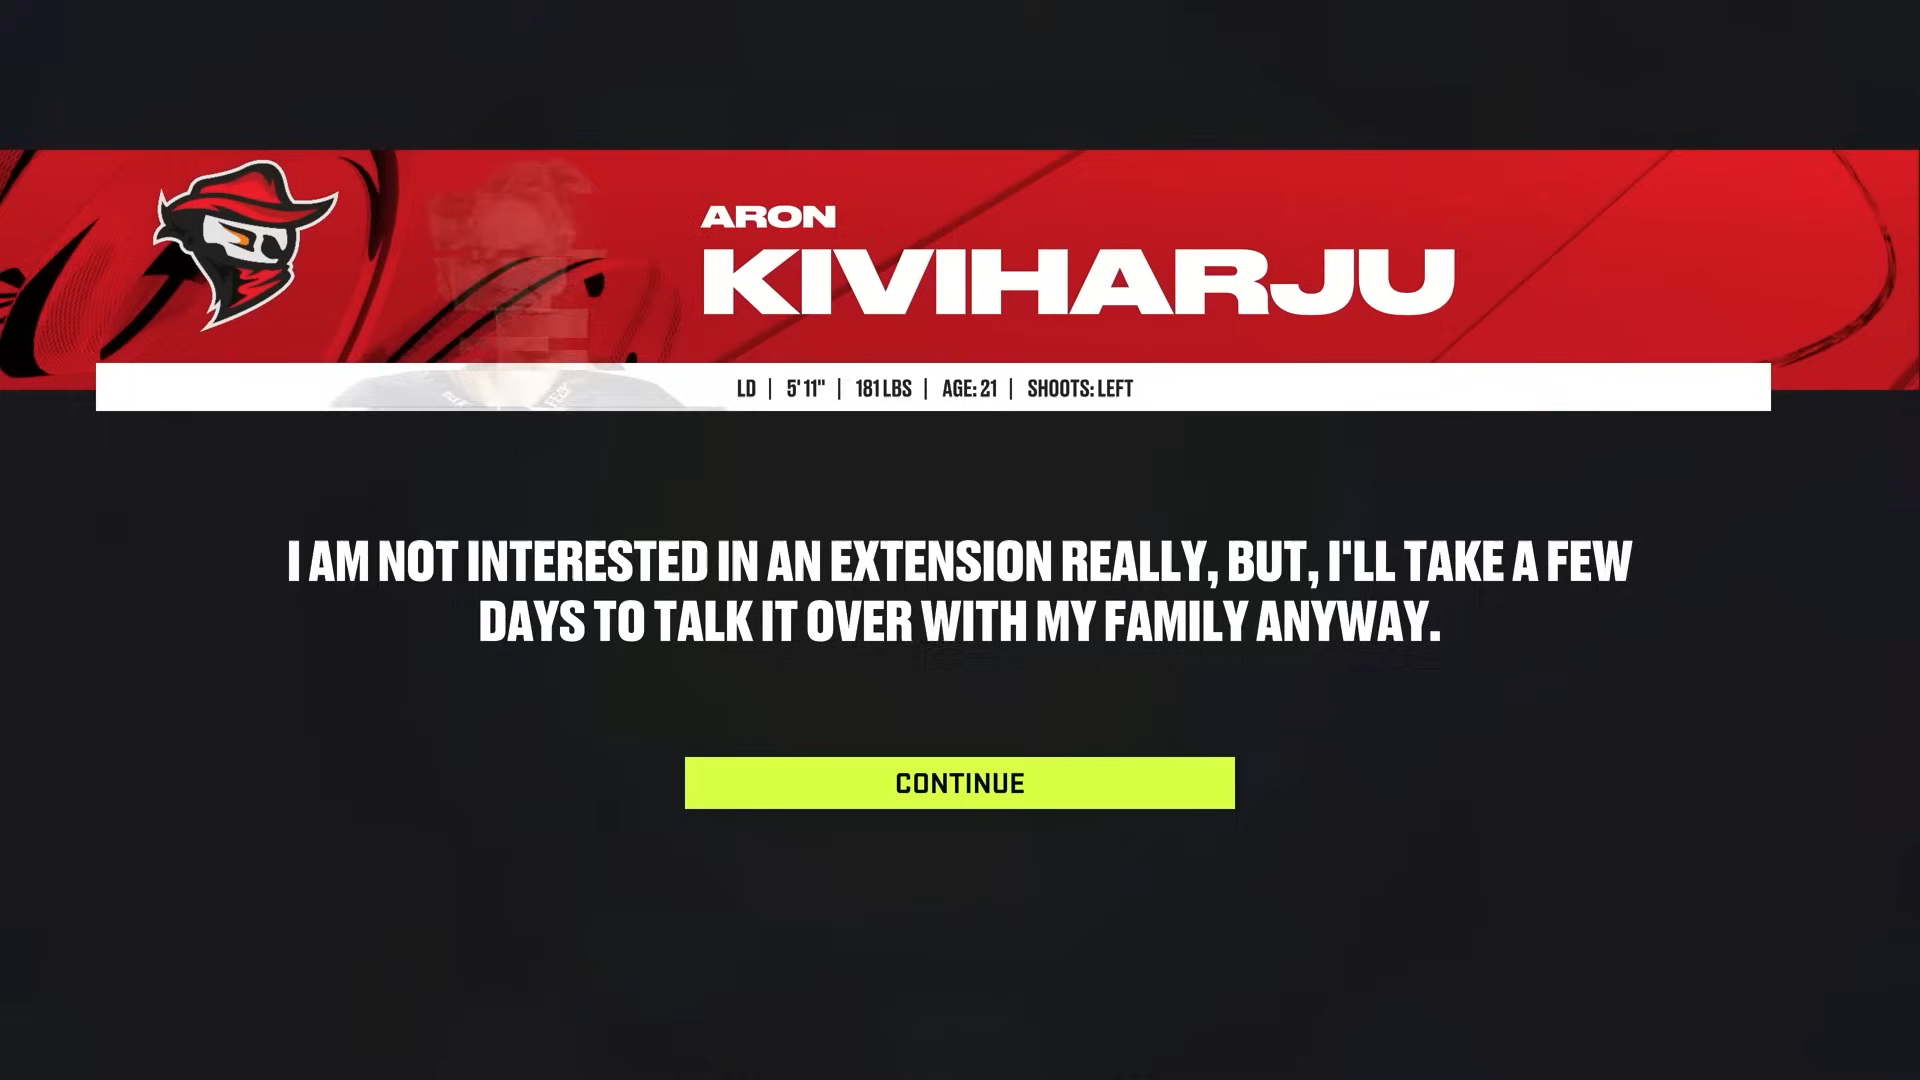 ARON
KIVIHARJU
LD | 5'11" | 181 LBS | AGE: 21 | SHOOTS: LEFT
I AM NOT INTERESTED IN AN EXTENSION REALLY, BUT, I'LL TAKE A FEW
DAYS TO TALK IT OVER WITH MY FAMILY ANYWAY.
CONTINUE